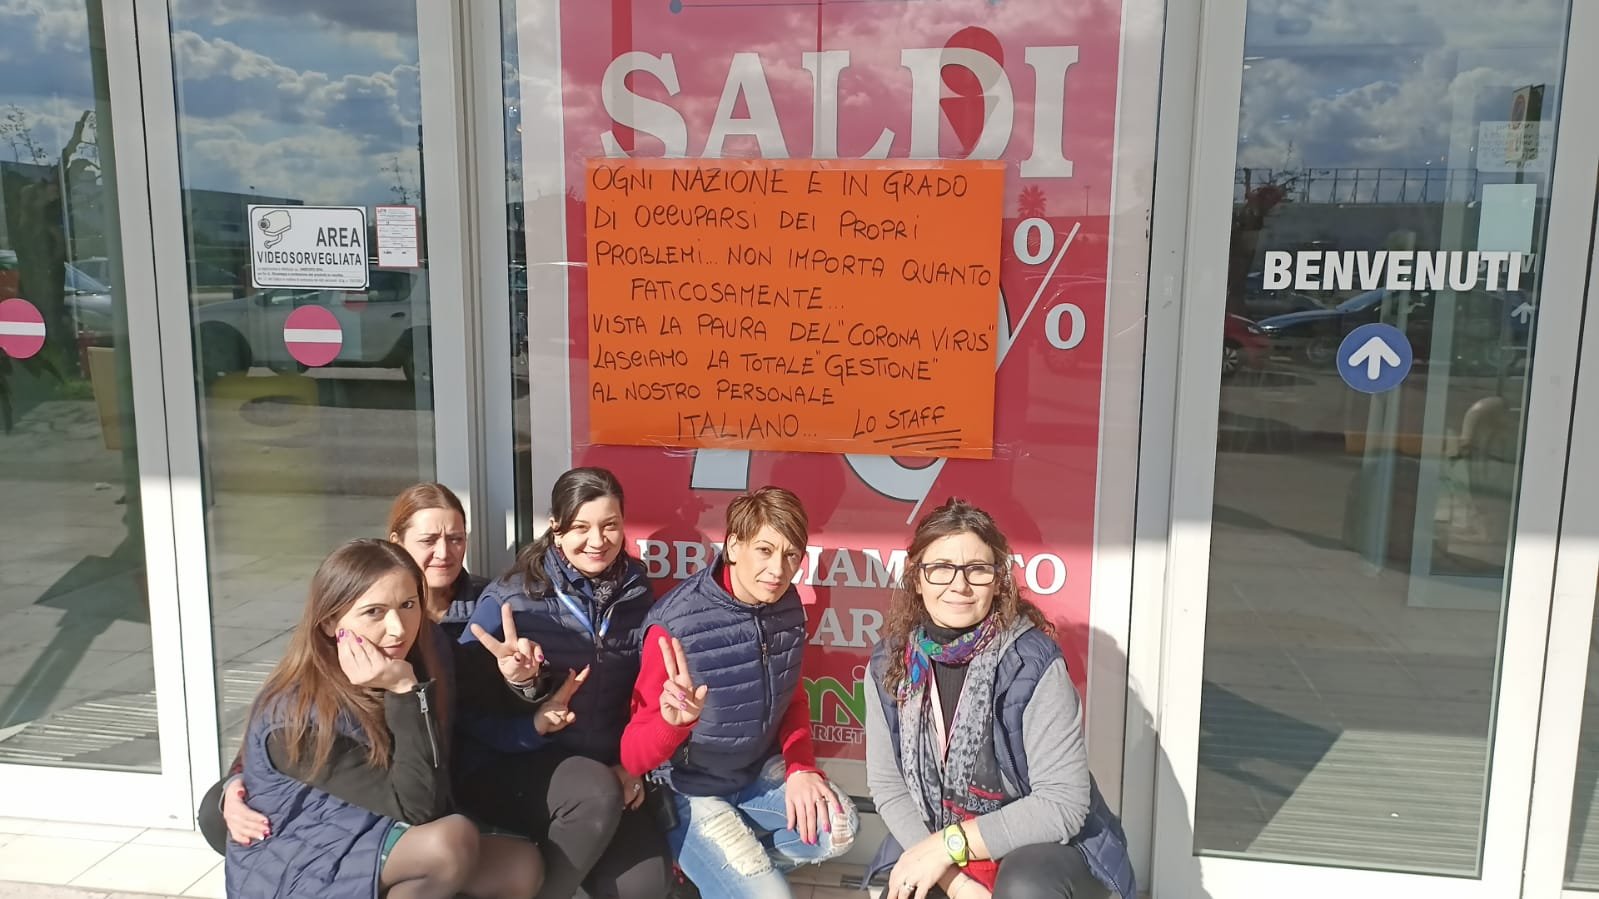 SALDI
OGNI NAZIONE E IN GRADO
DI OCCUPARSI DEI PROPRI
PROBLEMI... NON IMPORTA QUANTO
FATICOSAMENTE...
VISTA LA PAURA DEL "CORONA VIRUS"
LASCIAMO LA TOTALE "GESTIONE"
AL NOSTRO PERSONALE
ITALIANO... LO STAFF
%
%
AREA
VIDEOSORVEGLIATA
BENVENUTI